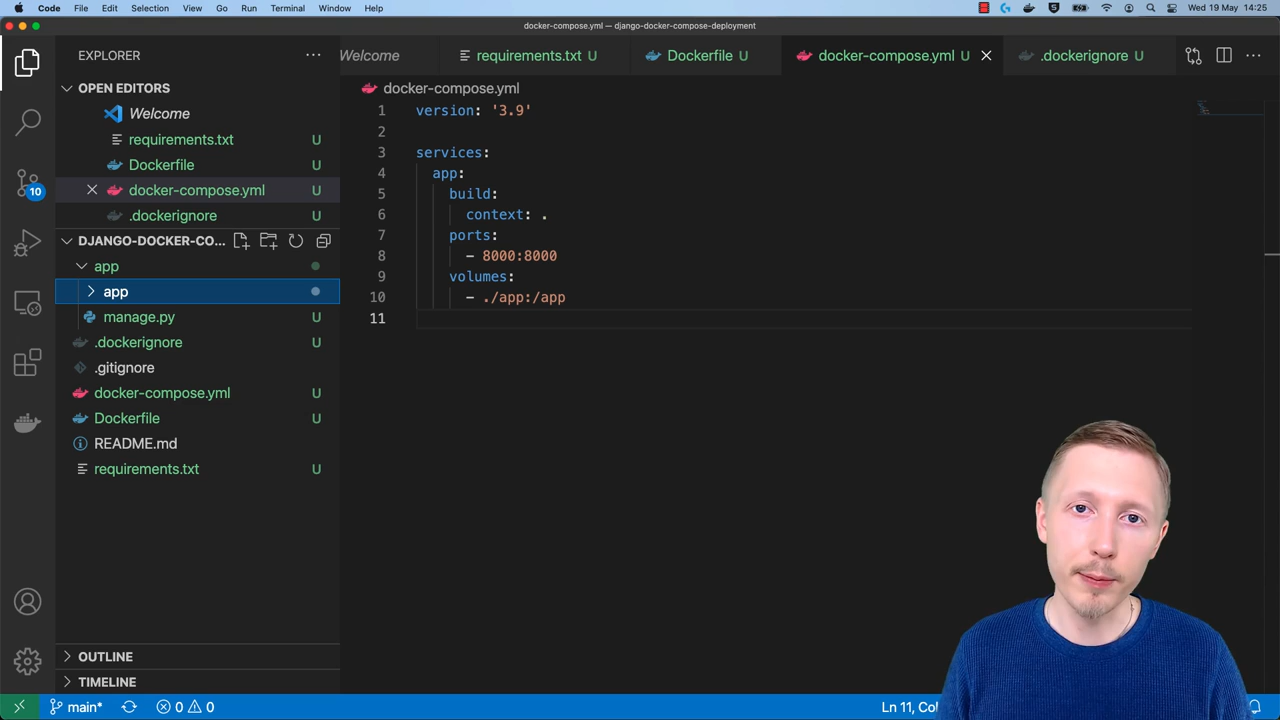 Code File Edit Selection View Go Run Terminal Window Help Wed 19 May 14:25
docker-compose.yml — django-docker-compose-deployment
EXPLORER
Welcome requirements.txt U Dockerfile U docker-compose.yml U .dockerignore U
OPEN EDITORS
Welcome
requirements.txt U
Dockerfile U
docker-compose.yml U
.dockerignore U
DJANGO-DOCKER-CO...
app
app
manage.py U
.dockerignore U
.gitignore
docker-compose.yml U
Dockerfile U
README.md
requirements.txt U
OUTLINE
TIMELINE
10
docker-compose.yml
1 version: '3.9'
2
3 services:
4 app:
5 build:
6 context: .
7 ports:
8 - 8000:8000
9 volumes:
10 - ./app:/app
11
main* 0 0 Ln 11, Col